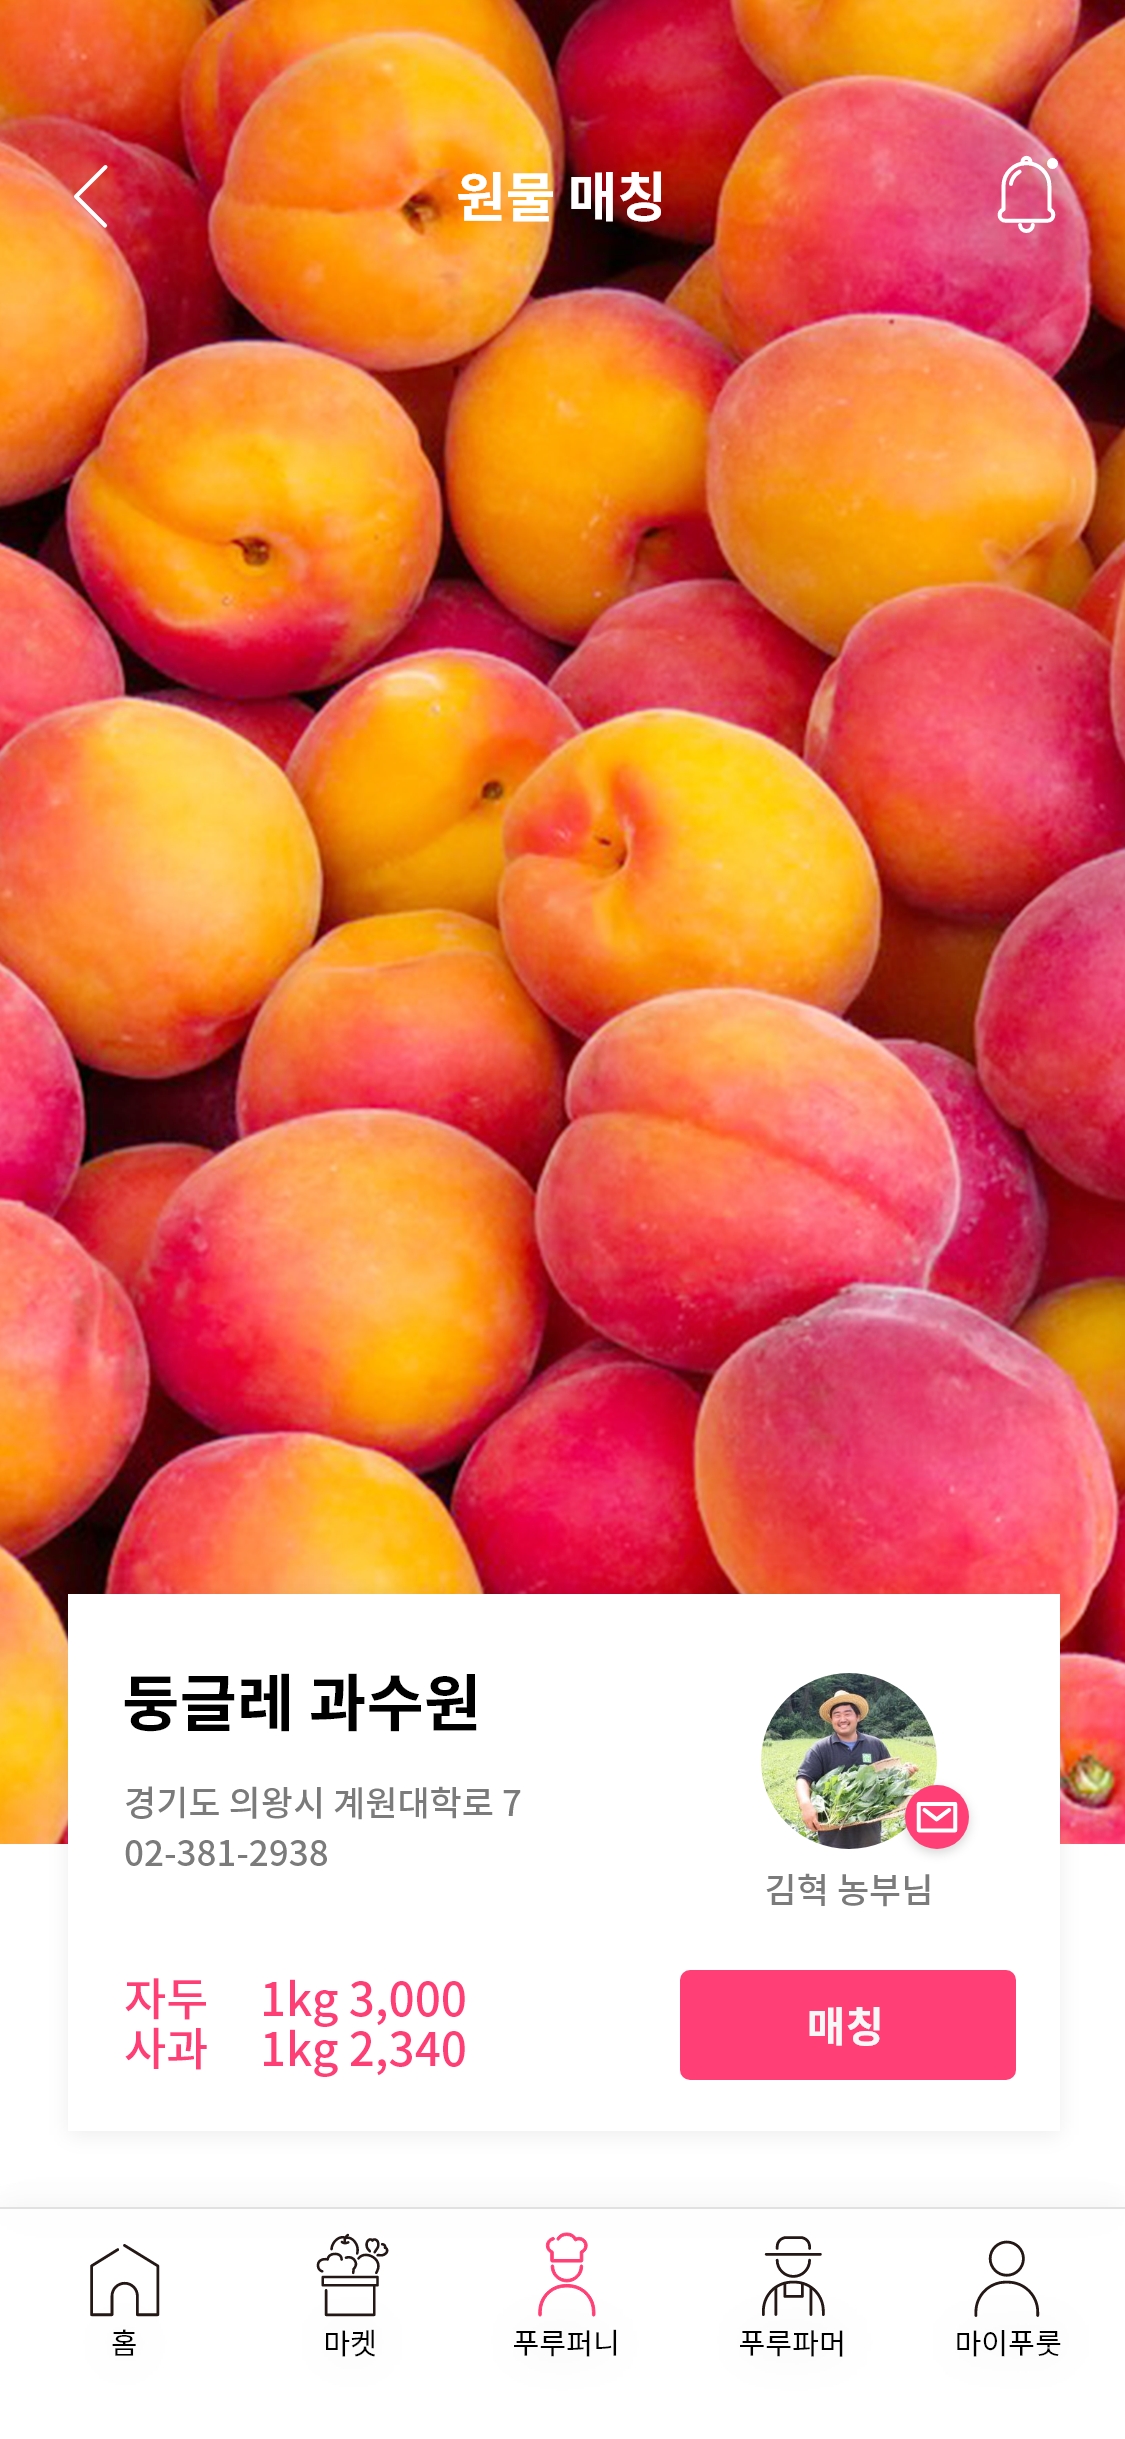 원물 매칭
둥글레 과수원
경기도 의왕시 계원대학로 7
02-381-2938
김혁 농부님
자두 1kg 3,000
사과 1kg 2,340
매칭
홈 마켓 푸루퍼니 푸루파머 마이푸룻